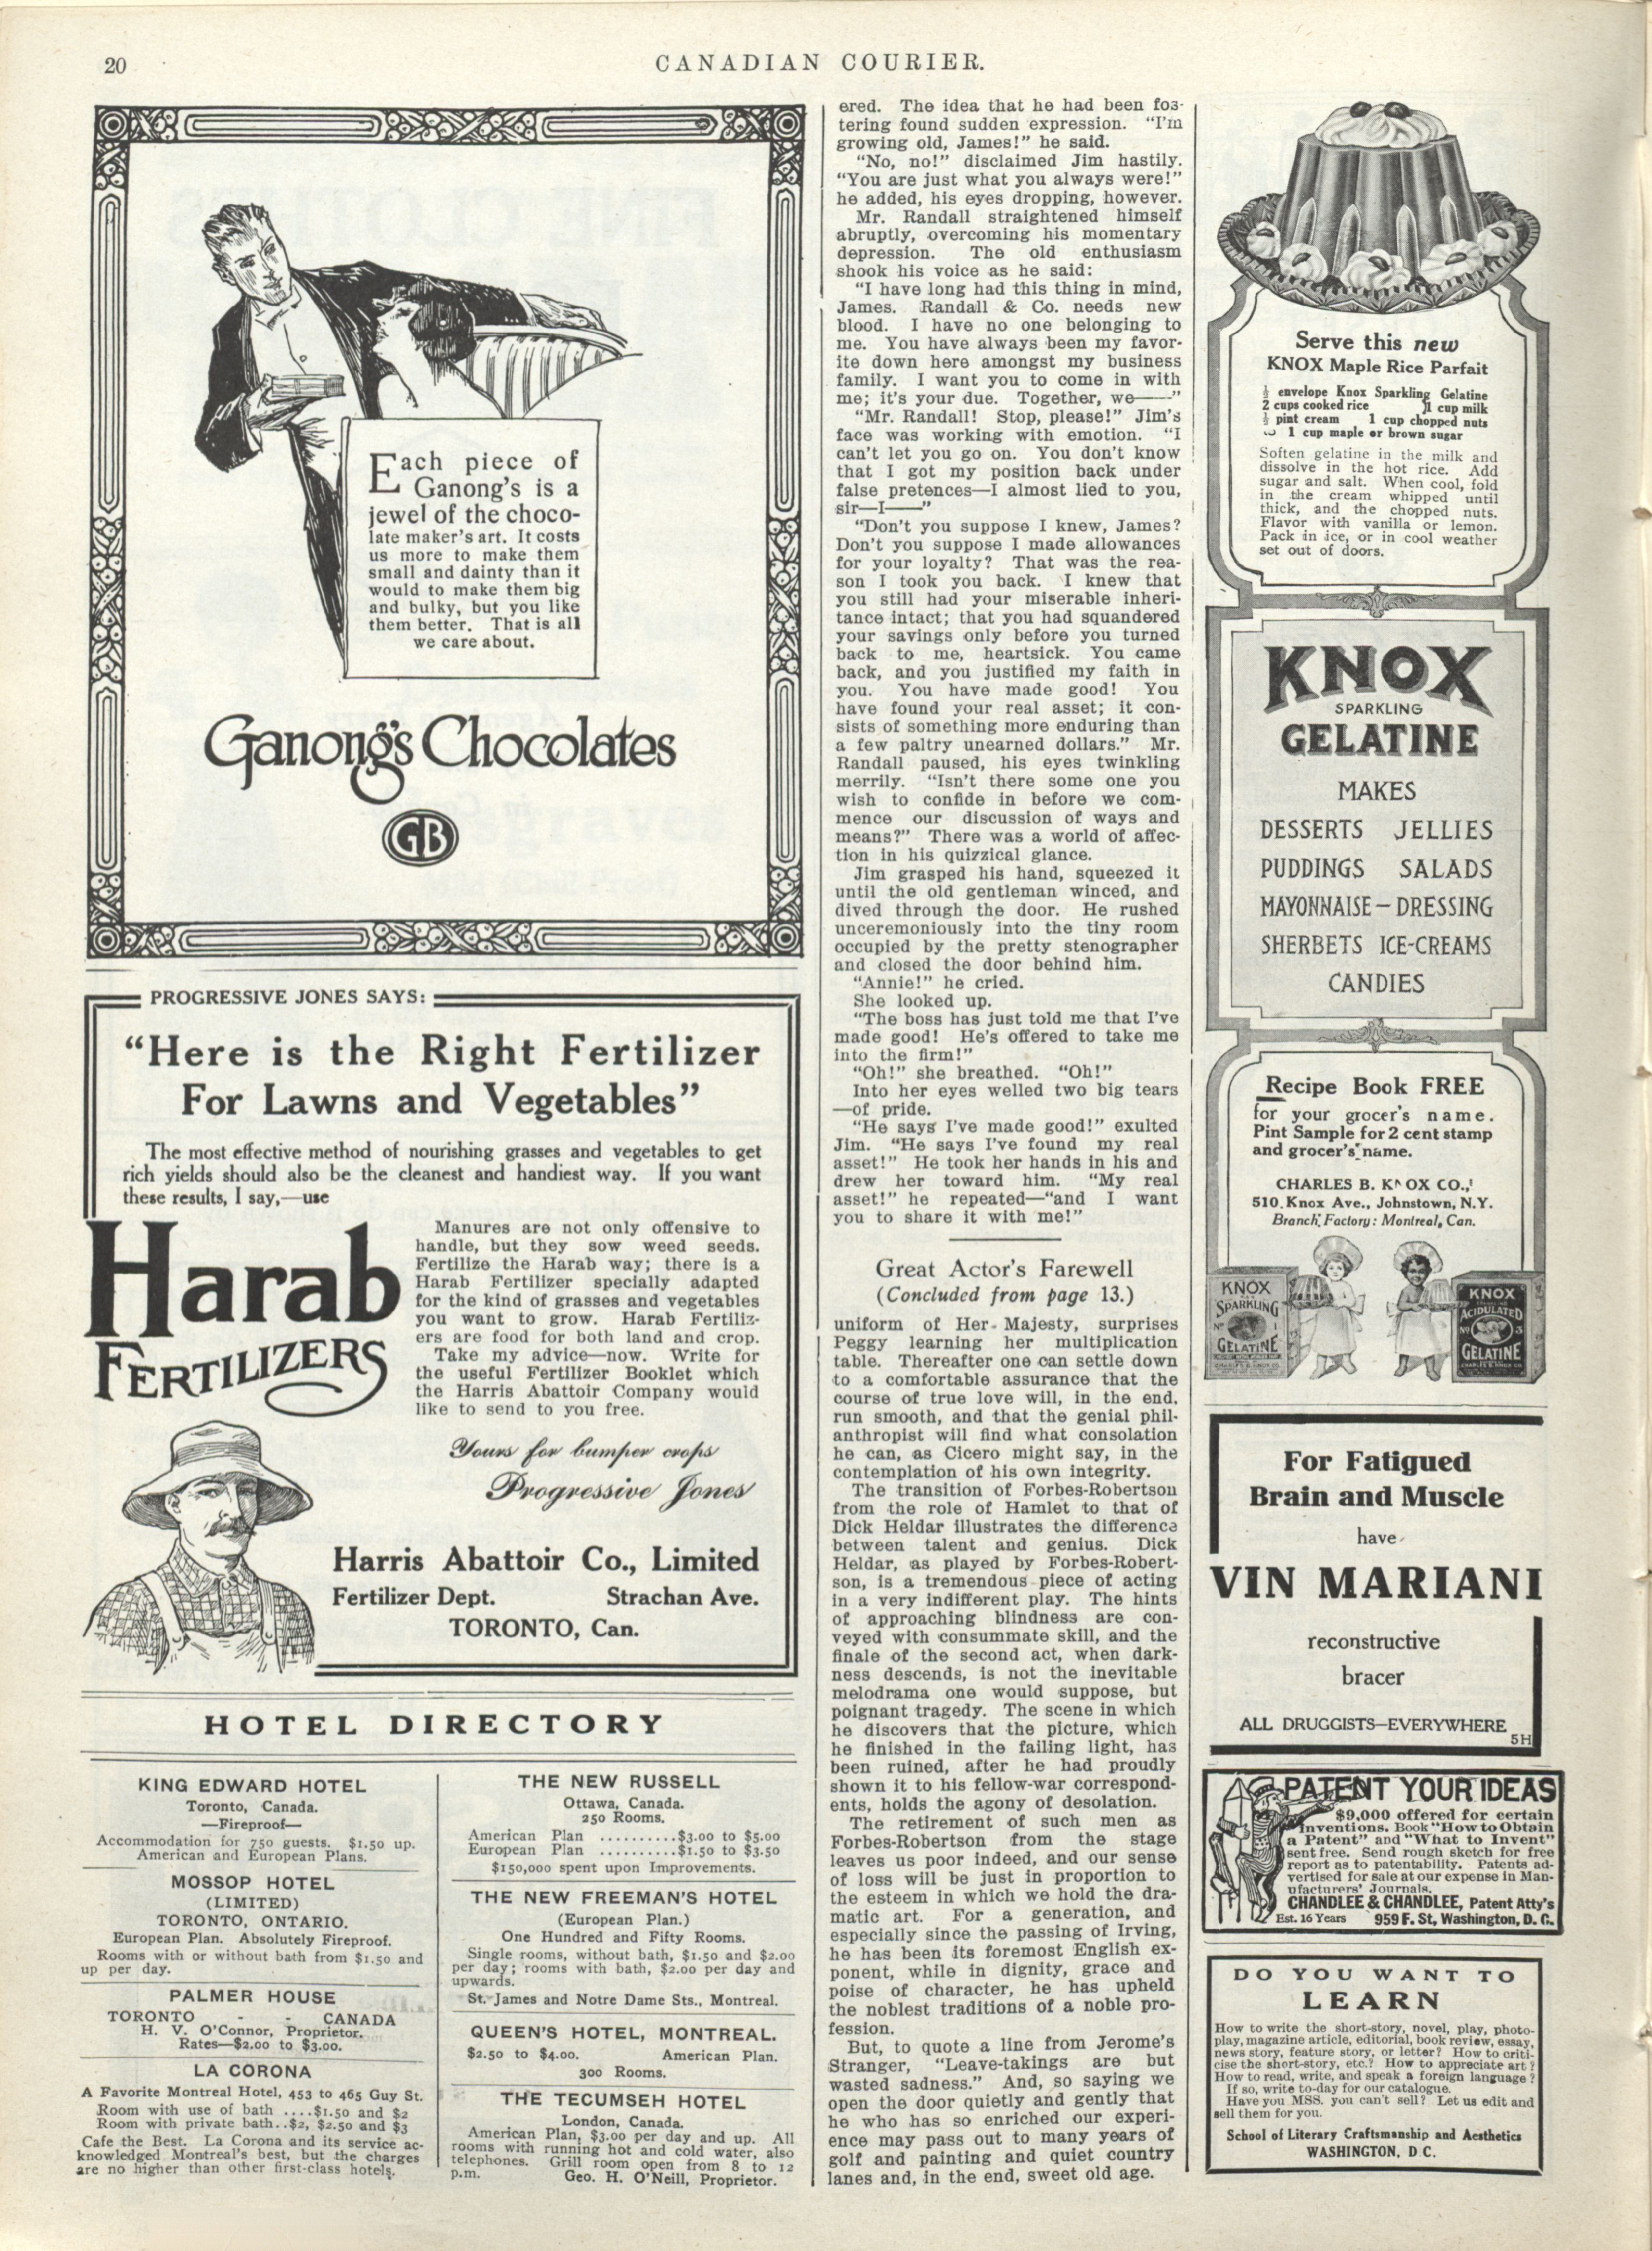 20
CANADIAN COURIER.
Each piece of
Ganong's is a
jewel of the choco-
late maker's art. It costs
us more to make them
small and dainty than it
would to make them big
and bulky, but you like
them better. That is all
we care about.
Ganong's Chocolates
GB
PROGRESSIVE JONES SAYS:
"Here is the Right Fertilizer
For Lawns and Vegetables"
The most effective method of nourishing grasses and vegetables to get
rich yields should also be the cleanest and handiest way. If you want
these results, I say,—use
Harab
FERTILIZERS
Manures are not only offensive to
handle, but they sow weed seeds.
Fertilize the Harab way; there is a
Harab Fertilizer specially adapted
for the kind of grasses and vegetables
you want to grow. Harab Fertiliz-
ers are food for both land and crop.
Take my advice—now. Write for
the useful Fertilizer Booklet which
the Harris Abattoir Company would
like to send to you free.
Yours for bumper crops
Progressive Jones
Harris Abattoir Co., Limited
Fertilizer Dept. Strachan Ave.
TORONTO, Can.
HOTEL DIRECTORY
KING EDWARD HOTEL
Toronto, Canada.
—Fireproof—
Accommodation for 750 guests. $1.50 up.
American and European Plans.
MOSSOP HOTEL
(LIMITED)
TORONTO, ONTARIO.
European Plan. Absolutely Fireproof.
Rooms with or without bath from $1.50 and
up per day.
PALMER HOUSE
TORONTO - - CANADA
H. V. O'Connor, Proprietor.
Rates—$2.00 to $3.00.
LA CORONA
A Favorite Montreal Hotel, 453 to 465 Guy St.
Room with use of bath ....$1.50 and $2
Room with private bath..$2, $2.50 and $3
Cafe the Best. La Corona and its service ac-
knowledged Montreal's best, but the charges
are no higher than other first-class hotels.
THE NEW RUSSELL
Ottawa, Canada.
250 Rooms.
American Plan ..........$3.00 to $5.00
European Plan ..........$1.50 to $3.50
$150,000 spent upon Improvements.
THE NEW FREEMAN'S HOTEL
(European Plan.)
One Hundred and Fifty Rooms.
Single rooms, without bath, $1.50 and $2.00
per day; rooms with bath, $2.00 per day and
upwards.
St. James and Notre Dame Sts., Montreal.
QUEEN'S HOTEL, MONTREAL.
$2.50 to $4.00. American Plan.
300 Rooms.
THE TECUMSEH HOTEL
London, Canada.
American Plan, $3.00 per day and up. All
rooms with running hot and cold water, also
telephones. Grill room open from 8 to 12
p.m. Geo. H. O'Neill, Proprietor.
ered. The idea that he had been fos-
tering found sudden expression. "I'm
growing old, James!" he said.
"No, no!" disclaimed Jim hastily.
"You are just what you always were!"
he added, his eyes dropping, however.
Mr. Randall straightened himself
abruptly, overcoming his momentary
depression. The old enthusiasm
shook his voice as he said:
"I have long had this thing in mind,
James. Randall & Co. needs new
blood. I have no one belonging to
me. You have always been my favor-
ite down here amongst my business
family. I want you to come in with
me; it's your due. Together, we——"
"Mr. Randall! Stop, please!" Jim's
face was working with emotion. "I
can't let you go on. You don't know
that I got my position back under
false pretences—I almost lied to you,
sir—I——"
"Don't you suppose I knew, James?
Don't you suppose I made allowances
for your loyalty? That was the rea-
son I took you back. I knew that
you still had your miserable inheri-
tance intact; that you had squandered
your savings only before you turned
back to me, heartsick. You came
back, and you justified my faith in
you. You have made good! You
have found your real asset; it con-
sists of something more enduring than
a few paltry unearned dollars." Mr.
Randall paused, his eyes twinkling
merrily. "Isn't there some one you
wish to confide in before we com-
mence our discussion of ways and
means?" There was a world of affec-
tion in his quizzical glance.
Jim grasped his hand, squeezed it
until the old gentleman winced, and
dived through the door. He rushed
unceremoniously into the tiny room
occupied by the pretty stenographer
and closed the door behind him.
"Annie!" he cried.
She looked up.
"The boss has just told me that I've
made good! He's offered to take me
into the firm!"
"Oh!" she breathed. "Oh!"
Into her eyes welled two big tears
—of pride.
"He says I've made good!" exulted
Jim. "He says I've found my real
asset!" He took her hands in his and
drew her toward him. "My real
asset!" he repeated—"and I want
you to share it with me!"
Great Actor's Farewell
(Concluded from page 13.)
uniform of Her Majesty, surprises
Peggy learning her multiplication
table. Thereafter one can settle down
to a comfortable assurance that the
course of true love will, in the end,
run smooth, and that the genial phil-
anthropist will find what consolation
he can, as Cicero might say, in the
contemplation of his own integrity.
The transition of Forbes-Robertson
from the role of Hamlet to that of
Dick Heldar illustrates the difference
between talent and genius. Dick
Heldar, as played by Forbes-Robert-
son, is a tremendous piece of acting
in a very indifferent play. The hints
of approaching blindness are con-
veyed with consummate skill, and the
finale of the second act, when dark-
ness descends, is not the inevitable
melodrama one would suppose, but
poignant tragedy. The scene in which
he discovers that the picture, which
he finished in the failing light, has
been ruined, after he had proudly
shown it to his fellow-war correspond-
ents, holds the agony of desolation.
The retirement of such men as
Forbes-Robertson from the stage
leaves us poor indeed, and our sense
of loss will be just in proportion to
the esteem in which we hold the dra-
matic art. For a generation, and
especially since the passing of Irving,
he has been its foremost English ex-
ponent, while in dignity, grace and
poise of character, he has upheld
the noblest traditions of a noble pro-
fession.
But, to quote a line from Jerome's
Stranger, "Leave-takings are but
wasted sadness." And, so saying we
open the door quietly and gently that
he who has so enriched our experi-
ence may pass out to many years of
golf and painting and quiet country
lanes and, in the end, sweet old age.
Serve this new
KNOX Maple Rice Parfait
½ envelope Knox Sparkling Gelatine
2 cups cooked rice 1 cup milk
½ pint cream 1 cup chopped nuts
1 cup maple or brown sugar
Soften gelatine in the milk and
dissolve in the hot rice. Add
sugar and salt. When cool, fold
in the cream whipped until
thick, and the chopped nuts.
Flavor with vanilla or lemon.
Pack in ice, or in cool weather
set out of doors.
KNOX
SPARKLING
GELATINE
MAKES
DESSERTS JELLIES
PUDDINGS SALADS
MAYONNAISE—DRESSING
SHERBETS ICE-CREAMS
CANDIES
Recipe Book FREE
for your grocer's name.
Pint Sample for 2 cent stamp
and grocer's name.
CHARLES B. KNOX CO.,
510 Knox Ave., Johnstown, N.Y.
Branch Factory: Montreal, Can.
KNOX
SPARKLING
No 1
GELATINE
KNOX
ACIDULATED
No 3
GELATINE
For Fatigued
Brain and Muscle
have
VIN MARIANI
reconstructive
bracer
ALL DRUGGISTS—EVERYWHERE
5H
PATENT YOUR IDEAS
$9,000 offered for certain
inventions. Book "How to Obtain
a Patent" and "What to Invent"
sent free. Send rough sketch for free
report as to patentability. Patents ad-
vertised for sale at our expense in Man-
ufacturers' Journals.
CHANDLEE & CHANDLEE, Patent Atty's
Est. 16 Years 959 F. St, Washington, D. C.
DO YOU WANT TO
LEARN
How to write the short-story, novel, play, photo-
play, magazine article, editorial, book review, essay,
news story, feature story, or letter? How to criti-
cise the short-story, etc.? How to appreciate art?
How to read, write, and speak a foreign language?
If so, write to-day for our catalogue.
Have you MSS. you can't sell? Let us edit and
sell them for you.
School of Literary Craftsmanship and Aesthetics
WASHINGTON, D C.